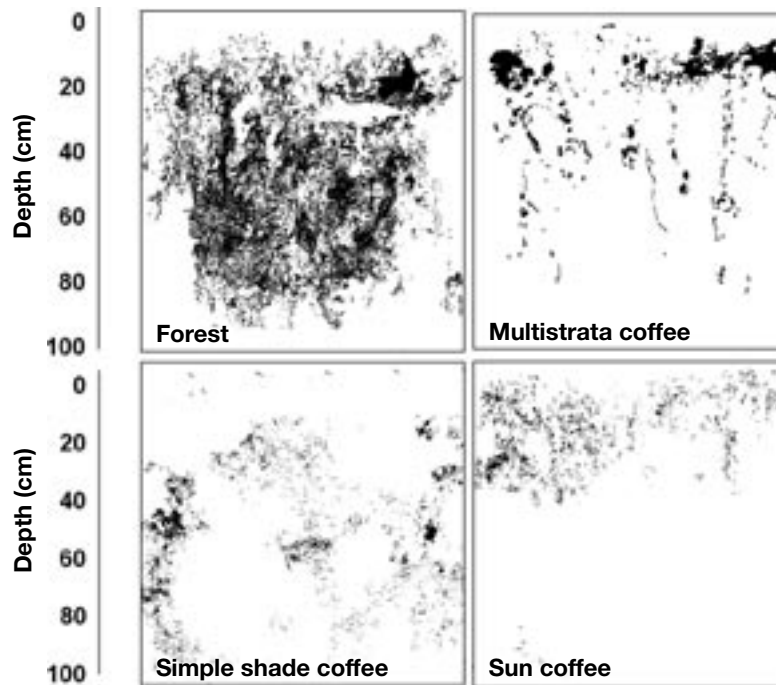 0
20
40
60
80
100
Depth (cm)
Forest
Multistrata coffee
0
20
40
60
80
100
Depth (cm)
Simple shade coffee
Sun coffee